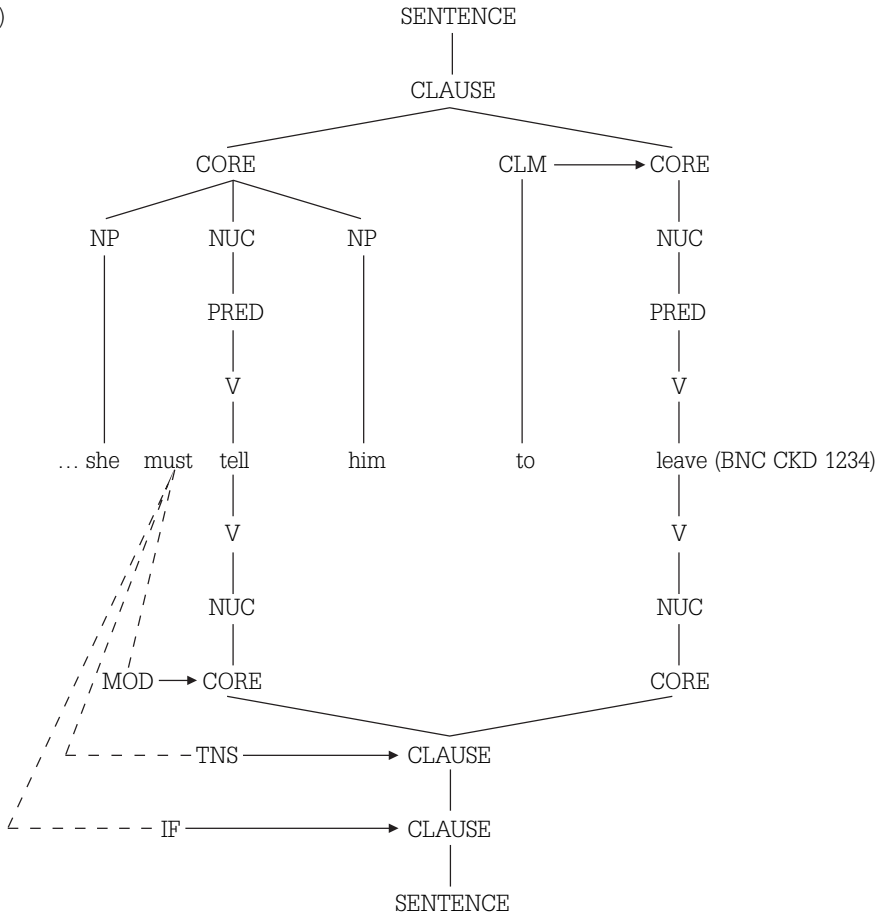 )
SENTENCE
CLAUSE
CORE CLM CORE
NP NUC NP NUC
PRED PRED
V V
… she must tell him to leave (BNC CKD 1234)
V V
NUC NUC
MOD CORE CORE
TNS CLAUSE
IF CLAUSE
SENTENCE